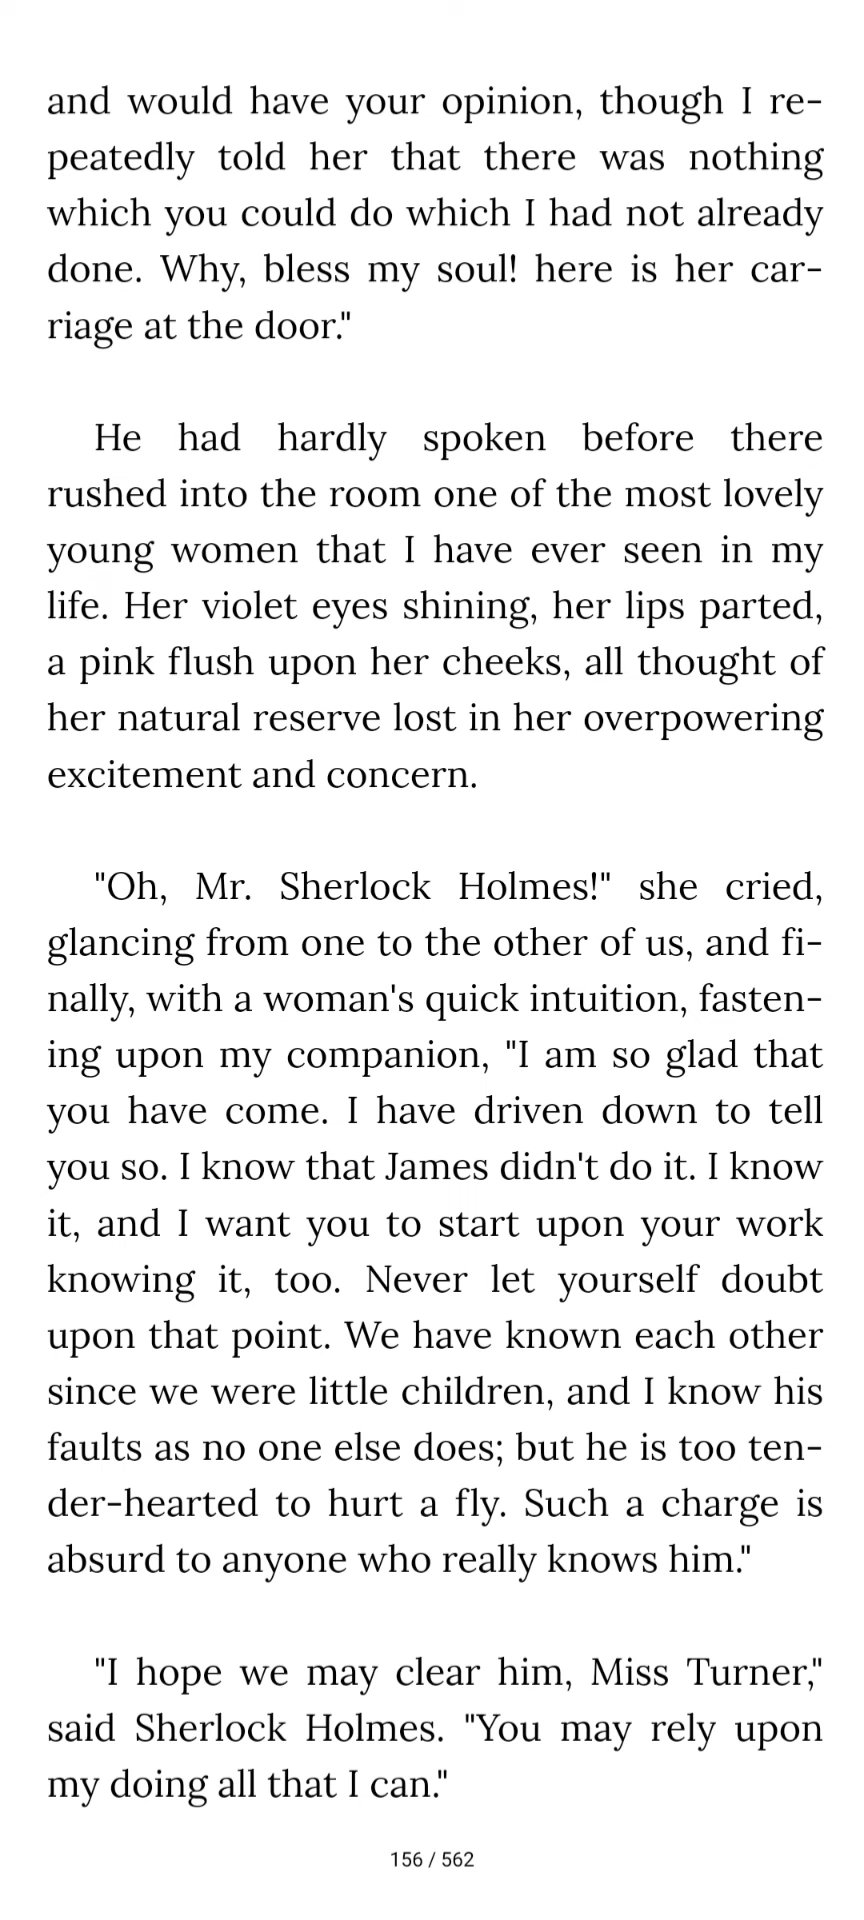 and would have your opinion, though I re-
peatedly told her that there was nothing
which you could do which I had not already
done. Why, bless my soul! here is her car-
riage at the door."
He had hardly spoken before there
rushed into the room one of the most lovely
young women that I have ever seen in my
life. Her violet eyes shining, her lips parted,
a pink flush upon her cheeks, all thought of
her natural reserve lost in her overpowering
excitement and concern.
"Oh, Mr. Sherlock Holmes!" she cried,
glancing from one to the other of us, and fi-
nally, with a woman's quick intuition, fasten-
ing upon my companion, "I am so glad that
you have come. I have driven down to tell
you so. I know that James didn't do it. I know
it, and I want you to start upon your work
knowing it, too. Never let yourself doubt
upon that point. We have known each other
since we were little children, and I know his
faults as no one else does; but he is too ten-
der-hearted to hurt a fly. Such a charge is
absurd to anyone who really knows him."
"I hope we may clear him, Miss Turner,"
said Sherlock Holmes. "You may rely upon
my doing all that I can."
156 / 562